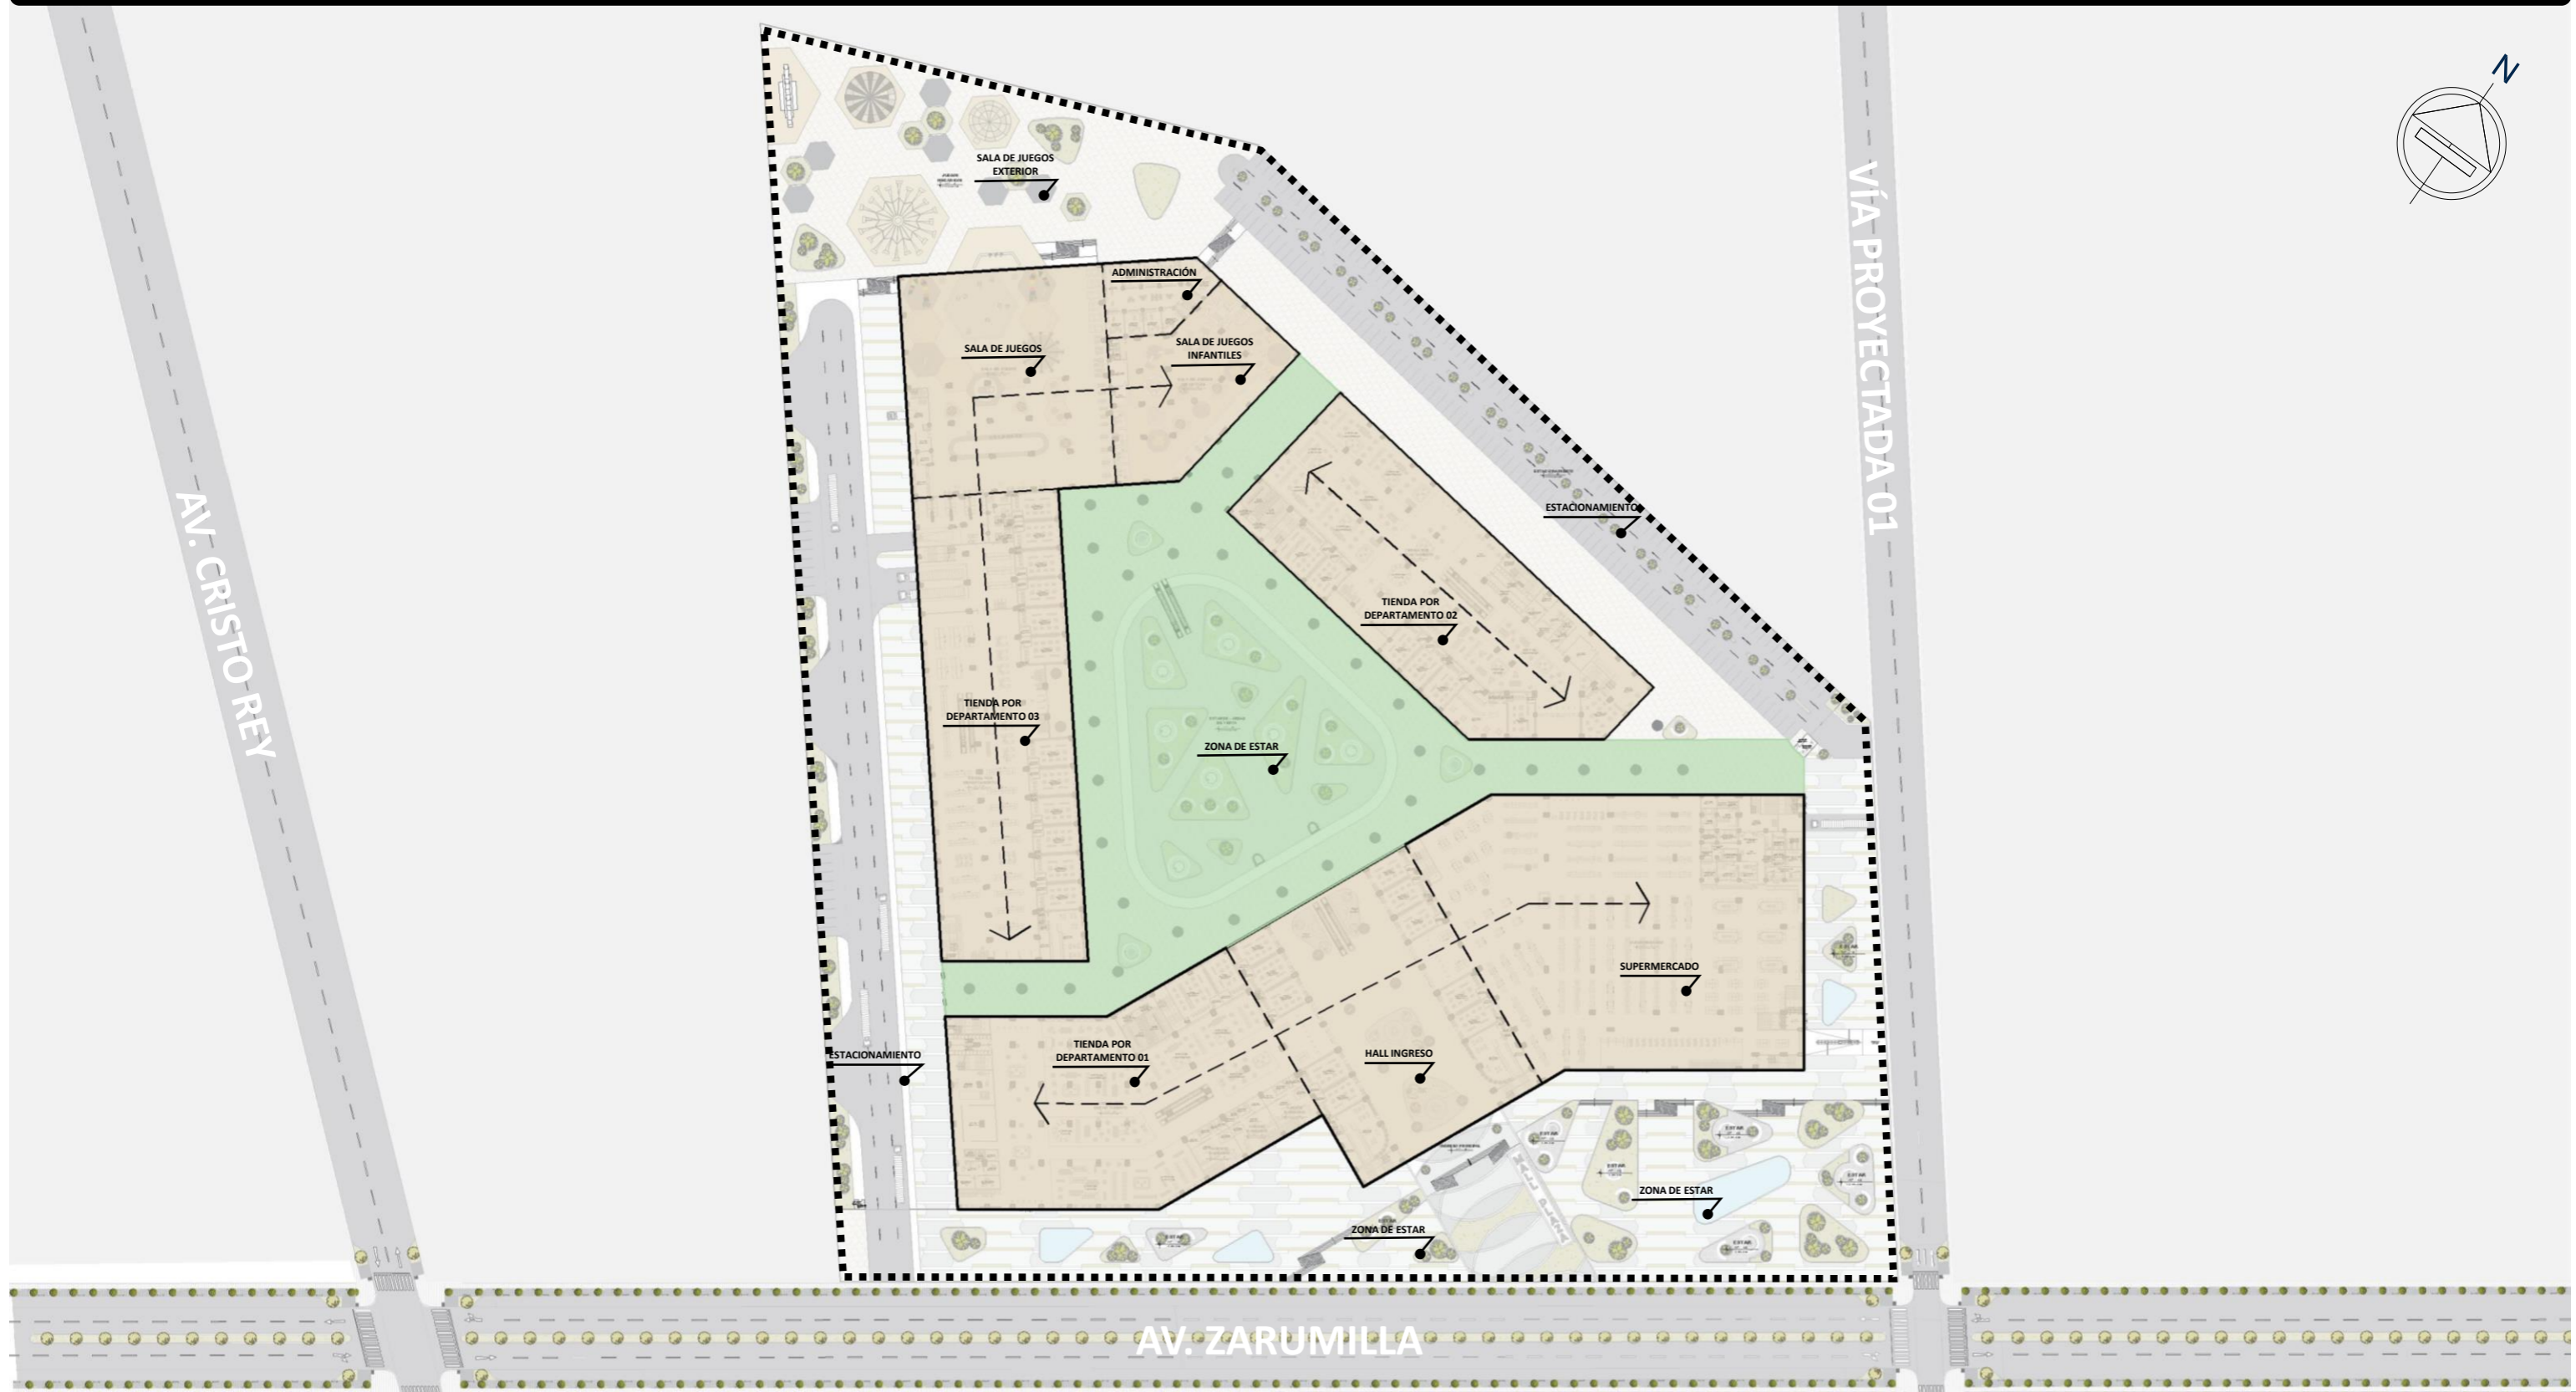 N
SALA DE JUEGOS
EXTERIOR
ADMINISTRACIÓN
SALA DE JUEGOS
SALA DE JUEGOS
INFANTILES
VÍA PROYECTADA 01
AV. CRISTO REY
ESTACIONAMIENTO
TIENDA POR
DEPARTAMENTO 02
TIENDA POR
DEPARTAMENTO 03
ZONA DE ESTAR
SUPERMERCADO
ESTACIONAMIENTO
TIENDA POR
DEPARTAMENTO 01
HALL INGRESO
ZONA DE ESTAR
ZONA DE ESTAR
MALL PLAZA
AV. ZARUMILLA